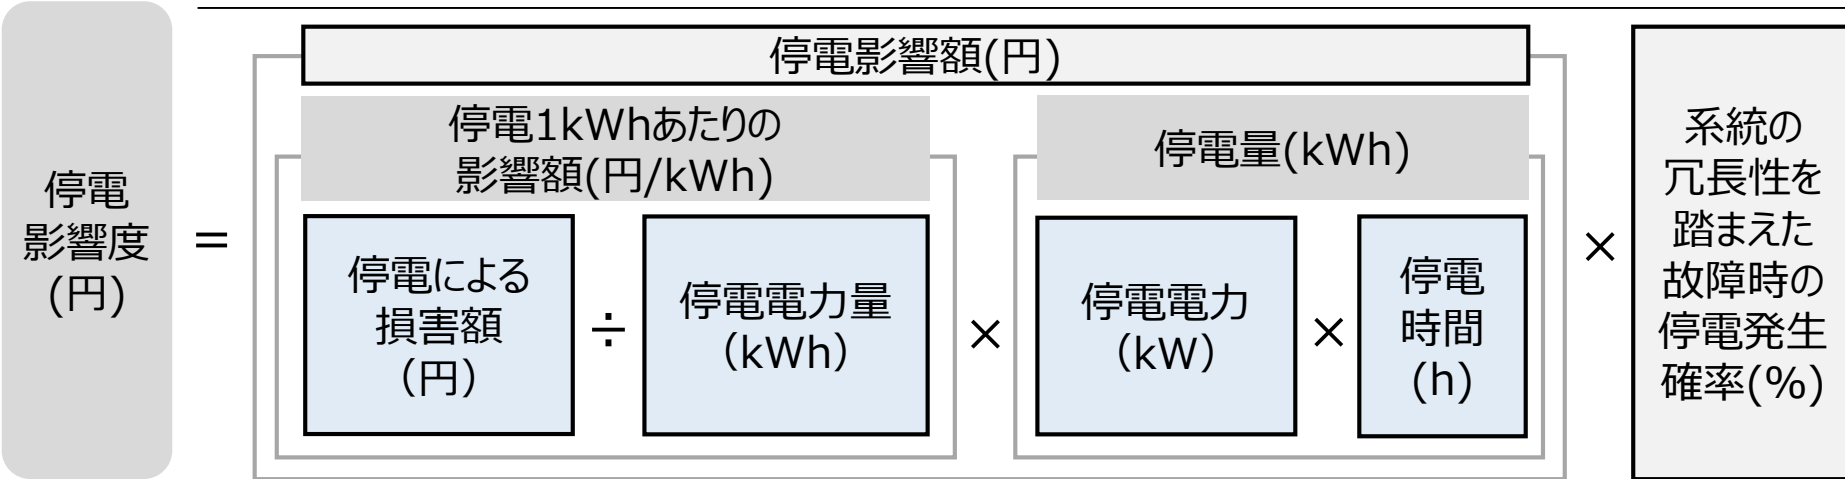 停電
影響度
(円)
=
停電影響額(円)
停電1kWhあたりの
影響額(円/kWh)
停電による
損害額
（円）
÷
停電電力量
（kWh）
×
停電量(kWh)
停電電力
（kW）
×
停電
時間
(h)
×
系統の
冗長性を
踏まえた
故障時の
停電発生
確率(%)